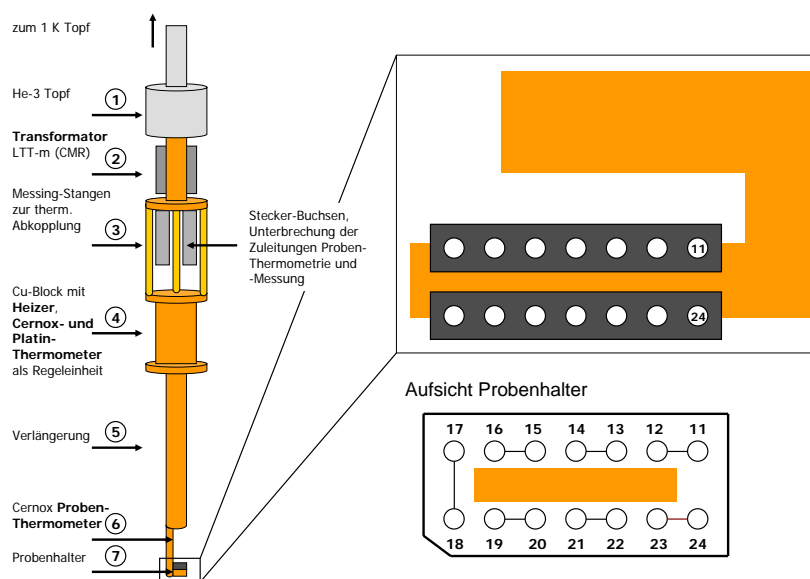 zum 1 K Topf
He-3 Topf
1
Transformator
LTT-m (CMR)
2
Messing-Stangen
zur therm.
Abkopplung
3
Stecker-Buchsen,
Unterbrechung der
Zuleitungen Proben-
Thermometrie und
-Messung
Cu-Block mit
Heizer,
Cernox- und
Platin-
Thermometer
als Regeleinheit
4
Verlängerung
5
Cernox Proben-
Thermometer
6
Probenhalter
7
11
24
Aufsicht Probenhalter
17 16 15 14 13 12 11
18 19 20 21 22 23 24